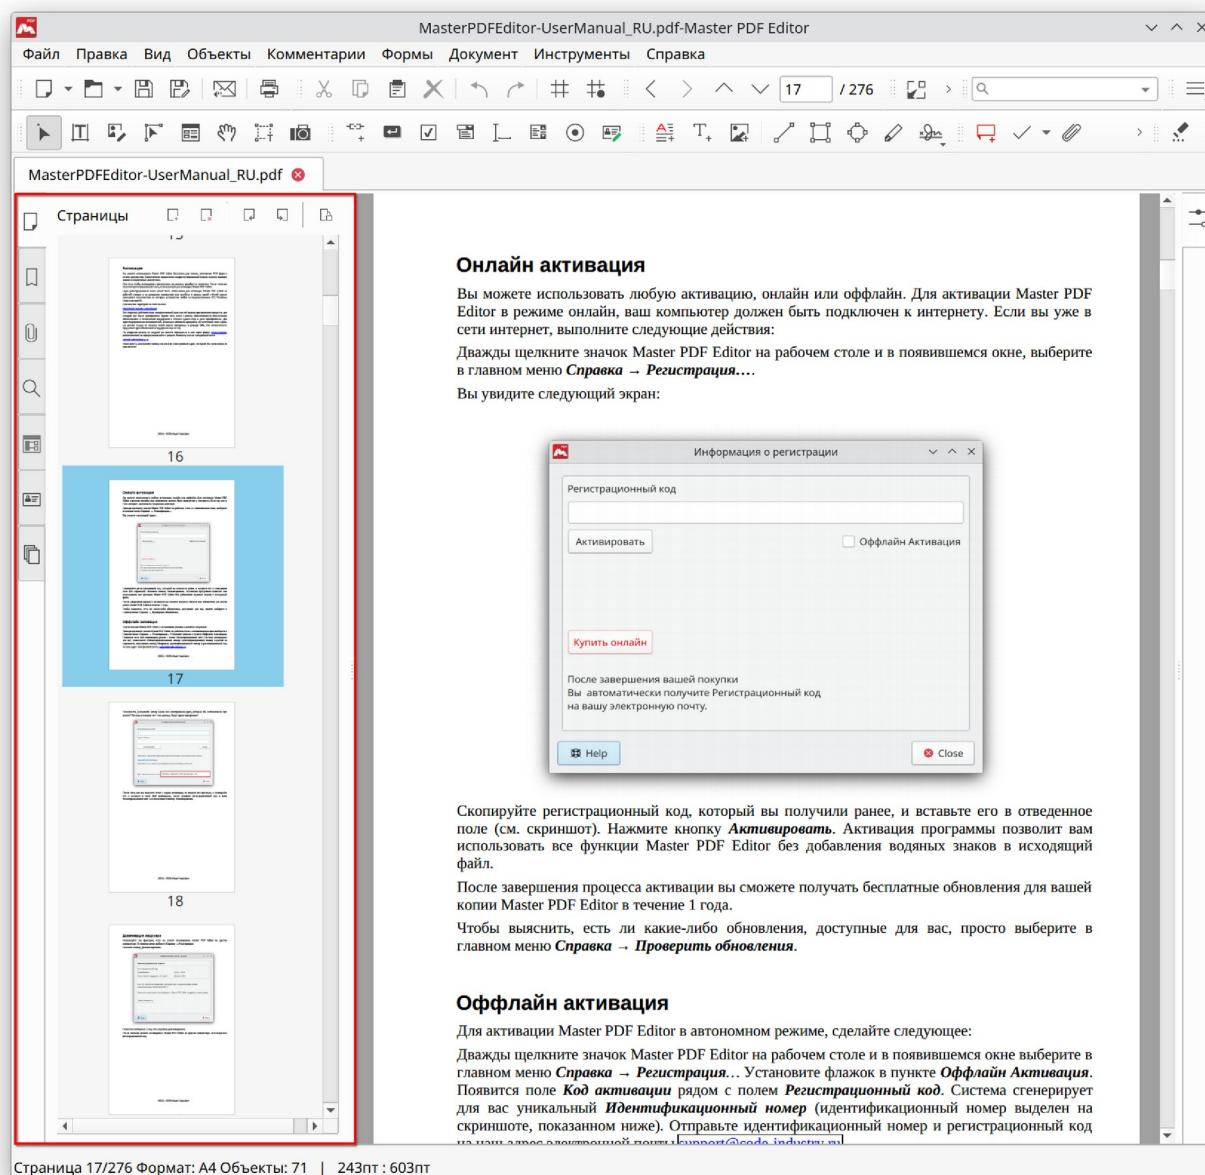 MasterPDFEditor-UserManual_RU.pdf-Master PDF Editor
Файл Правка Вид Объекты Комментарии Формы Документ Инструменты Справка
17 / 276
MasterPDFEditor-UserManual_RU.pdf
Страницы
16
17
18
Онлайн активация
Вы можете использовать любую активацию, онлайн или оффлайн. Для активации Master PDF
Editor в режиме онлайн, ваш компьютер должен быть подключен к интернету. Если вы уже в
сети интернет, выполните следующие действия:
Дважды щелкните значок Master PDF Editor на рабочем столе и в появившемся окне, выберите
в главном меню Справка → Регистрация….
Вы увидите следующий экран:
Информация о регистрации
Регистрационный код
Активировать
Оффлайн Активация
Купить онлайн
После завершения вашей покупки
Вы автоматически получите Регистрационный код
на вашу электронную почту.
Help
Close
Скопируйте регистрационный код, который вы получили ранее, и вставьте его в отведенное
поле (см. скриншот). Нажмите кнопку Активировать. Активация программы позволит вам
использовать все функции Master PDF Editor без добавления водяных знаков в исходящий
файл.
После завершения процесса активации вы сможете получать бесплатные обновления для вашей
копии Master PDF Editor в течение 1 года.
Чтобы выяснить, есть ли какие-либо обновления, доступные для вас, просто выберите в
главном меню Справка → Проверить обновления.
Оффлайн активация
Для активации Master PDF Editor в автономном режиме, сделайте следующее:
Дважды щелкните значок Master PDF Editor на рабочем столе и в появившемся окне выберите в
главном меню Справка → Регистрация… Установите флажок в пункте Оффлайн Активация.
Появится поле Код активации рядом с полем Регистрационный код. Система сгенерирует
для вас уникальный Идентификационный номер (идентификационный номер выделен на
скриншоте, показанном ниже). Отправьте идентификационный номер и регистрационный код
на наш адрес электронной почты support@code-industry.ru
Страница 17/276 Формат: A4 Объекты: 71 | 243пт : 603пт